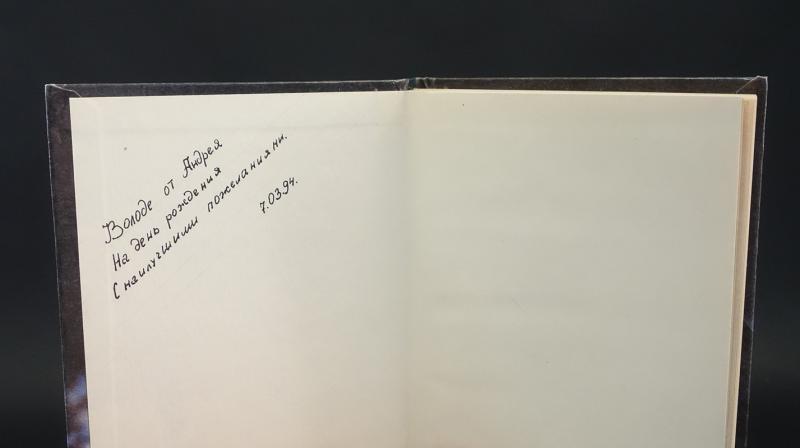 Володе от Андрея
На день рождения
С наилучшими пожеланиями.
7.03.94.